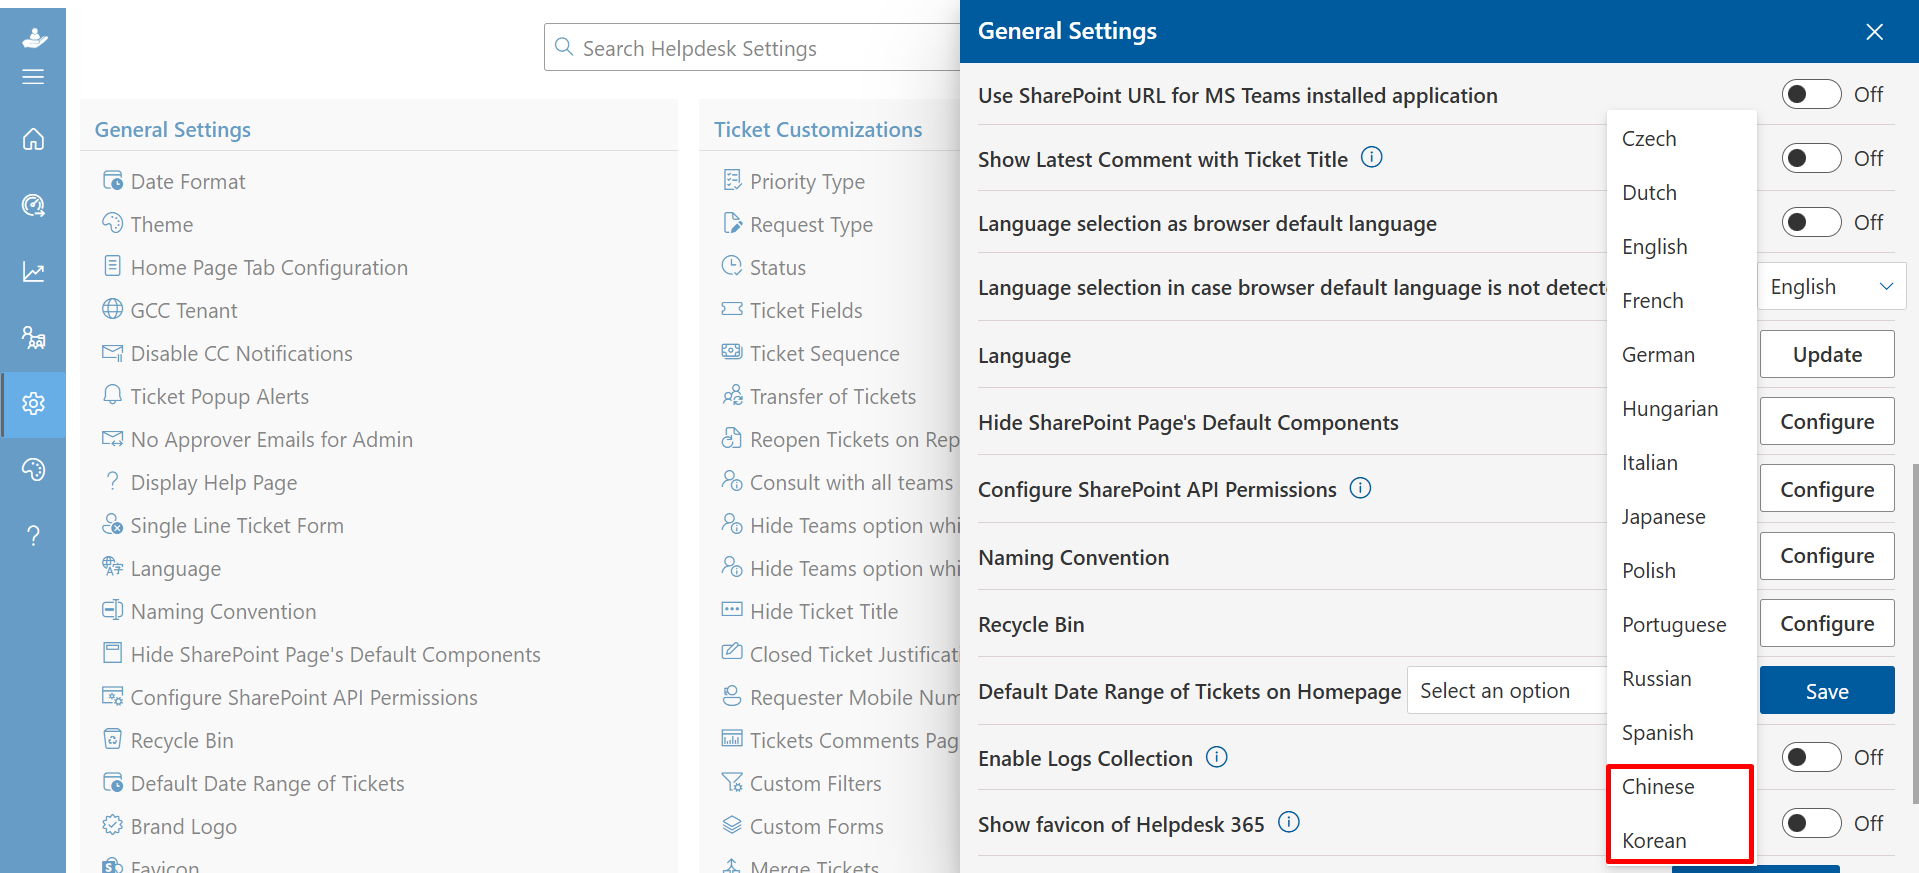 Search Helpdesk Settings
General Settings
Date Format
Theme
Home Page Tab Configuration
GCC Tenant
Disable CC Notifications
Ticket Popup Alerts
No Approver Emails for Admin
Display Help Page
Single Line Ticket Form
Language
Naming Convention
Hide SharePoint Page's Default Components
Configure SharePoint API Permissions
Recycle Bin
Default Date Range of Tickets
Brand Logo
Favicon
Ticket Customizations
Priority Type
Request Type
Status
Ticket Fields
Ticket Sequence
Transfer of Tickets
Reopen Tickets on Rep
Consult with all teams
Hide Teams option whi
Hide Teams option whi
Hide Ticket Title
Closed Ticket Justificati
Requester Mobile Num
Tickets Comments Pag
Custom Filters
Custom Forms
Merge Tickets
General Settings
Use SharePoint URL for MS Teams installed application Off
Show Latest Comment with Ticket Title Off
Language selection as browser default language Off
Language selection in case browser default language is not detect English
Language Update
Hide SharePoint Page's Default Components Configure
Configure SharePoint API Permissions Configure
Naming Convention Configure
Recycle Bin Configure
Default Date Range of Tickets on Homepage Select an option Save
Enable Logs Collection Off
Show favicon of Helpdesk 365 Off
Czech
Dutch
English
French
German
Hungarian
Italian
Japanese
Polish
Portuguese
Russian
Spanish
Chinese
Korean